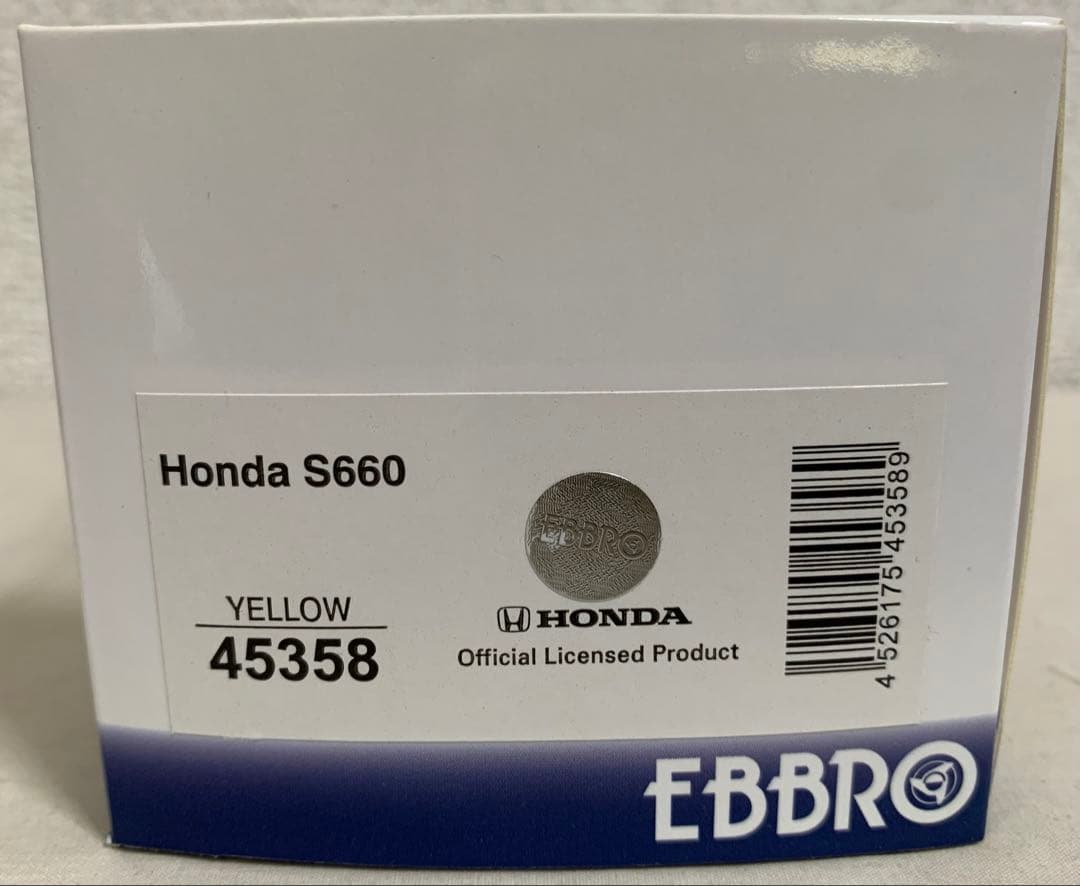 Honda S660
YELLOW
45358
EBBRO
HONDA
Official Licensed Product
4 526175 453589
EBBRO